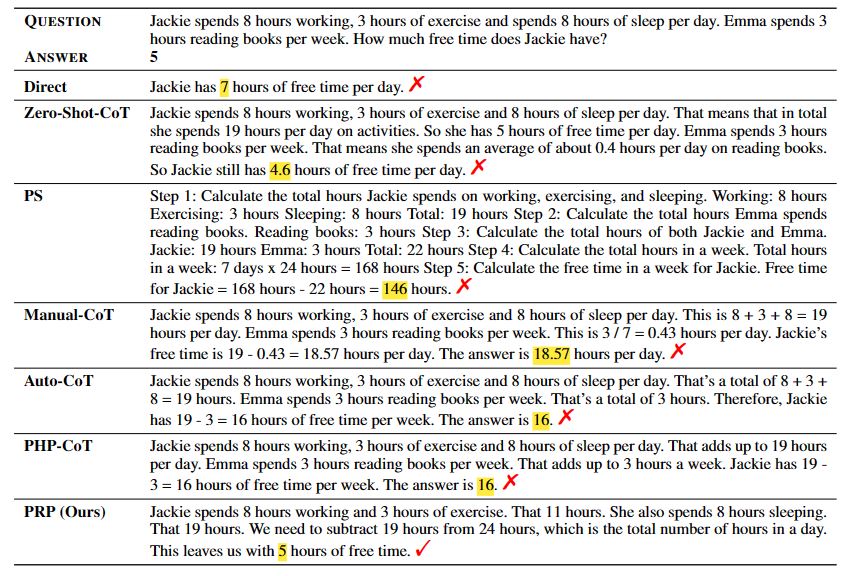 QUESTION Jackie spends 8 hours working, 3 hours of exercise and spends 8 hours of sleep per day. Emma spends 3
hours reading books per week. How much free time does Jackie have?
ANSWER 5
Direct Jackie has 7 hours of free time per day. ✗
Zero-Shot-CoT Jackie spends 8 hours working, 3 hours of exercise and 8 hours of sleep per day. That means that in total
she spends 19 hours per day on activities. So she has 5 hours of free time per day. Emma spends 3 hours
reading books per week. That means she spends an average of about 0.4 hours per day on reading books.
So Jackie still has 4.6 hours of free time per day. ✗
PS Step 1: Calculate the total hours Jackie spends on working, exercising, and sleeping. Working: 8 hours
Exercising: 3 hours Sleeping: 8 hours Total: 19 hours Step 2: Calculate the total hours Emma spends
reading books. Reading books: 3 hours Step 3: Calculate the total hours of both Jackie and Emma.
Jackie: 19 hours Emma: 3 hours Total: 22 hours Step 4: Calculate the total hours in a week. Total hours
in a week: 7 days x 24 hours = 168 hours Step 5: Calculate the free time in a week for Jackie. Free time
for Jackie = 168 hours - 22 hours = 146 hours. ✗
Manual-CoT Jackie spends 8 hours working, 3 hours of exercise and 8 hours of sleep per day. This is 8 + 3 + 8 = 19
hours per day. Emma spends 3 hours reading books per week. This is 3 / 7 = 0.43 hours per day. Jackie's
free time is 19 - 0.43 = 18.57 hours per day. The answer is 18.57 hours per day. ✗
Auto-CoT Jackie spends 8 hours working, 3 hours of exercise and 8 hours of sleep per day. That's a total of 8 + 3 +
8 = 19 hours. Emma spends 3 hours reading books per week. That's a total of 3 hours. Therefore, Jackie
has 19 - 3 = 16 hours of free time per week. The answer is 16. ✗
PHP-CoT Jackie spends 8 hours working, 3 hours of exercise and 8 hours of sleep per day. That adds up to 19 hours
per day. Emma spends 3 hours reading books per week. That adds up to 3 hours a week. Jackie has 19 -
3 = 16 hours of free time per week. The answer is 16. ✗
PRP (Ours) Jackie spends 8 hours working and 3 hours of exercise. That 11 hours. She also spends 8 hours sleeping.
That 19 hours. We need to subtract 19 hours from 24 hours, which is the total number of hours in a day.
This leaves us with 5 hours of free time. ✓